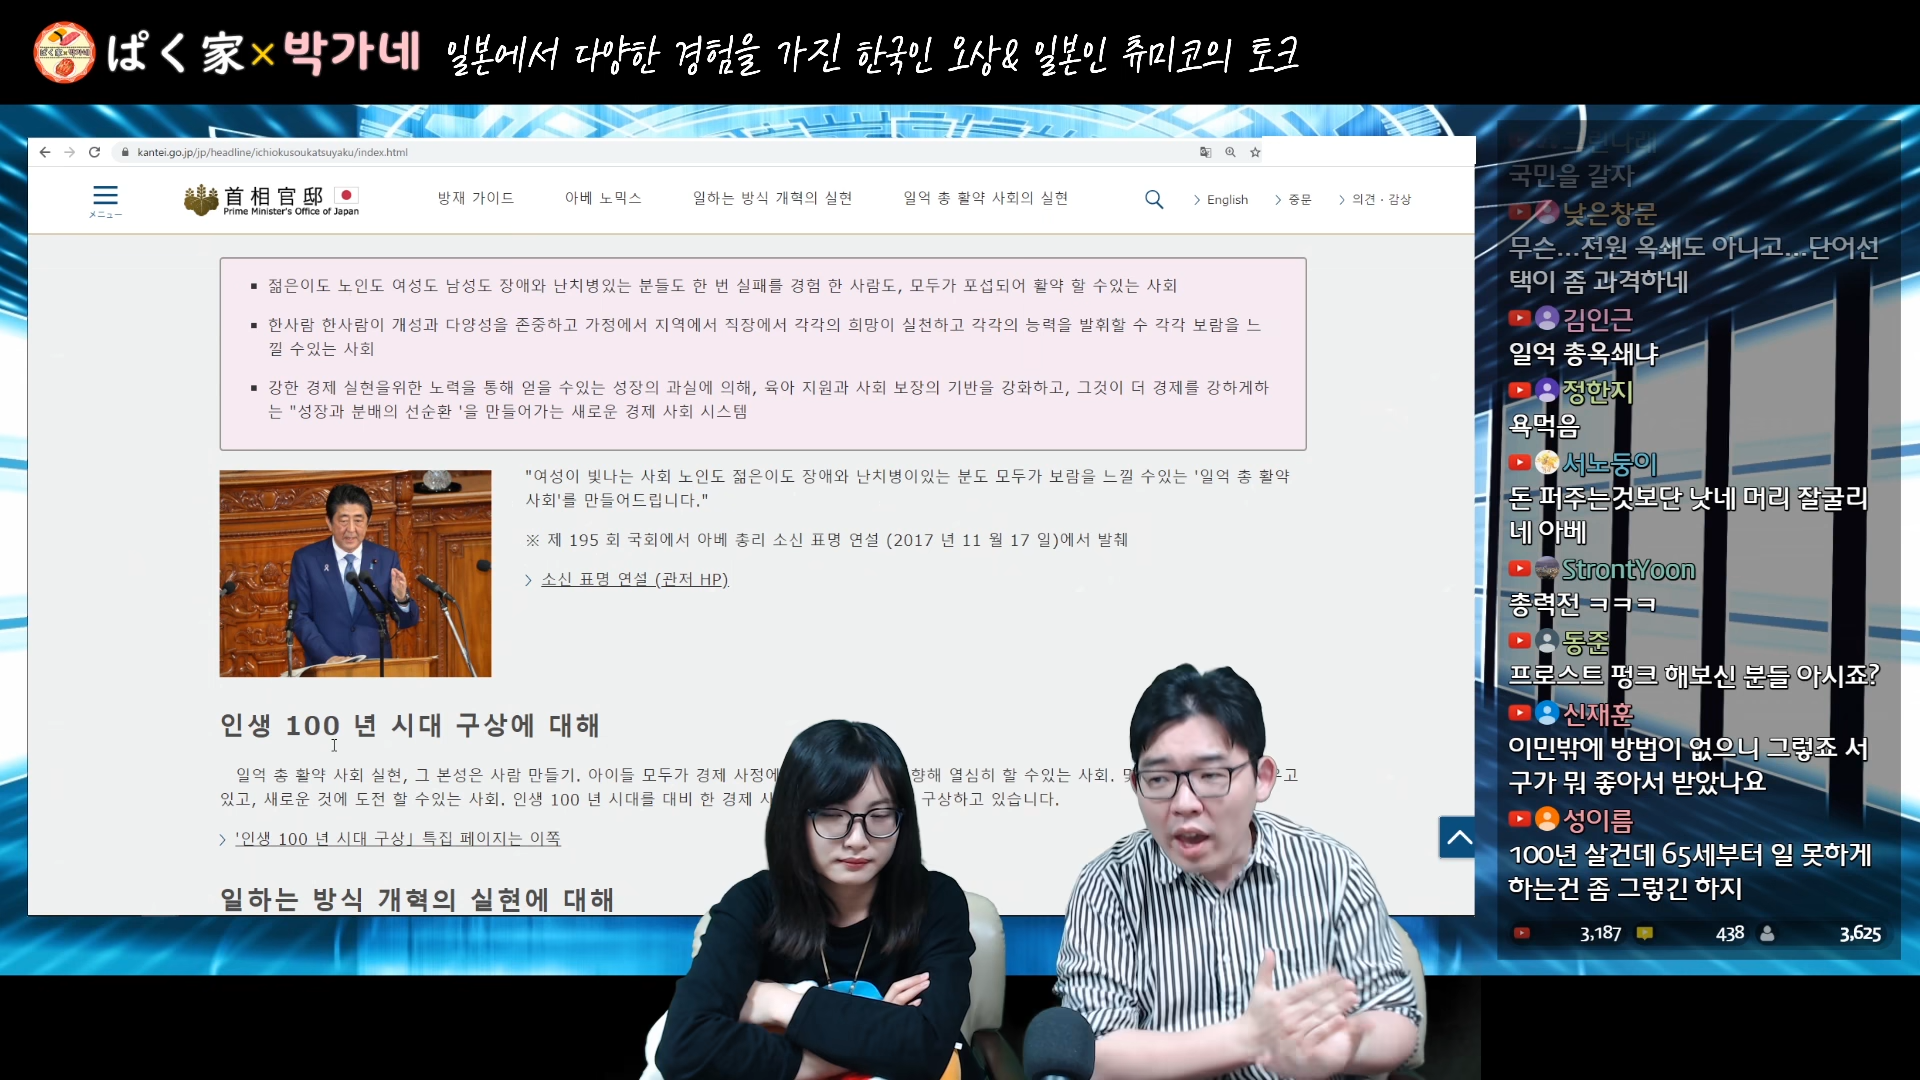 ぱく家×박가네 일본에서 다양한 경험을 가진 한국인 오상& 일본인 츄미코의 토크
kantei.go.jp/jp/headline/ichiokusoukatsuyaku/index.html
メニュー
首相官邸
Prime Minister's Office of Japan
방재 가이드
아베 노믹스
일하는 방식 개혁의 실현
일억 총 활약 사회의 실현
English
중문
의견·감상
젊은이도 노인도 여성도 남성도 장애와 난치병있는 분들도 한 번 실패를 경험 한 사람도, 모두가 포섭되어 활약 할 수있는 사회
한사람 한사람이 개성과 다양성을 존중하고 가정에서 지역에서 직장에서 각각의 희망이 실천하고 각각의 능력을 발휘할 수 각각 보람을 느
낄 수있는 사회
강한 경제 실현을위한 노력을 통해 얻을 수있는 성장의 과실에 의해, 육아 지원과 사회 보장의 기반을 강화하고, 그것이 더 경제를 강하게하
는 "성장과 분배의 선순환 '을 만들어가는 새로운 경제 사회 시스템
"여성이 빛나는 사회 노인도 젊은이도 장애와 난치병이있는 분도 모두가 보람을 느낄 수있는 '일억 총 활약
사회'를 만들어드립니다."
※ 제 195 회 국회에서 아베 총리 소신 표명 연설 (2017 년 11 월 17 일)에서 발췌
소신 표명 연설 (관저 HP)
인생 100 년 시대 구상에 대해
일억 총 활약 사회 실현, 그 본성은 사람 만들기. 아이들 모두가 경제 사정에 향해 열심히 할 수있는 사회. 고
있고, 새로운 것에 도전 할 수있는 사회. 인생 100 년 시대를 대비 한 경제 구상하고 있습니다.
'인생 100 년 시대 구상」 특집 페이지는 이쪽
일하는 방식 개혁의 실현에 대해
국민을 갈자
낮은창문
무슨...전원 옥쇄도 아니고...단어선
택이 좀 과격하네
김인근
일억 총옥쇄냐
정한지
욕먹음
서노둥이
돈 퍼주는것보단 낫네 머리 잘굴리
네 아베
StrontYoon
총력전 ㅋㅋㅋ
동준
프로스트 펑크 해보신 분들 아시죠?
신재훈
이민밖에 방법이 없으니 그렇죠 서
구가 뭐 좋아서 받았나요
성이름
100년 살건데 65세부터 일 못하게
하는건 좀 그렇긴 하지
3,187 438 3,625